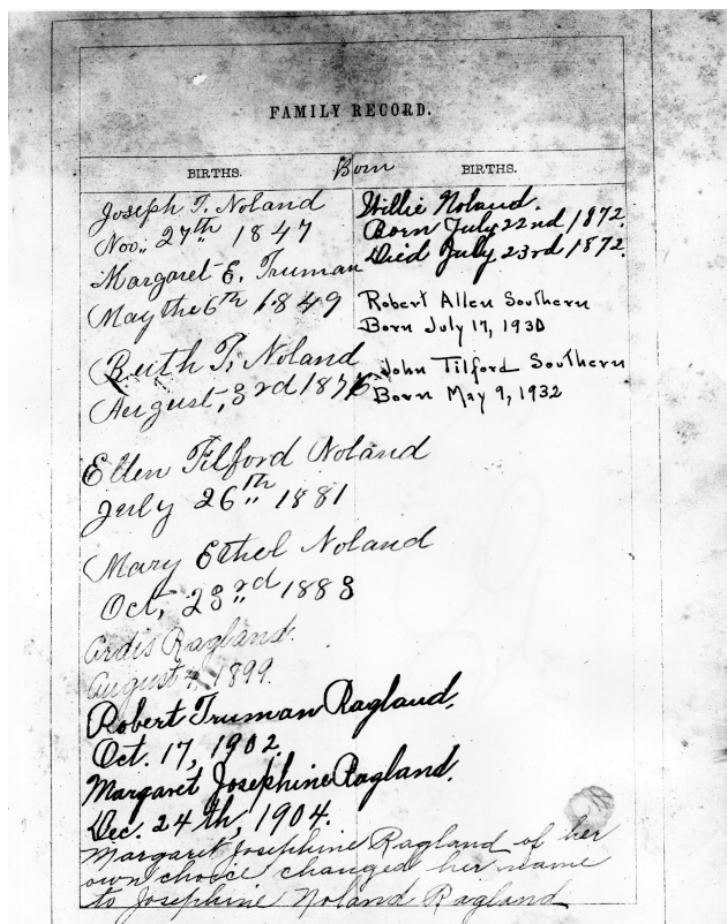 FAMILY RECORD.
Born
BIRTHS.
Joseph T. Noland
Nov. 27th 1847
Margaret E. Truman
May the 6th 1849
Ruth T. Noland
August, 3rd
Ellen Tilford Noland
July 26th 1881
Mary Ethel Noland
Oct, 23rd 1883
Ardis Ragland.
August 1899.
Robert Truman Ragland.
Oct. 17, 1902.
Margaret Josephine Ragland.
Dec. 24th, 1904.
Margaret Josephine Ragland of her
own choice changed her name
to Josephine Noland Ragland
BIRTHS.
Willie Noland.
Born July 22nd 1872.
Died July 23rd 1872.
Robert Allen Southern
Born July 17, 1930
John Tilford Southern
Born May 9, 1932